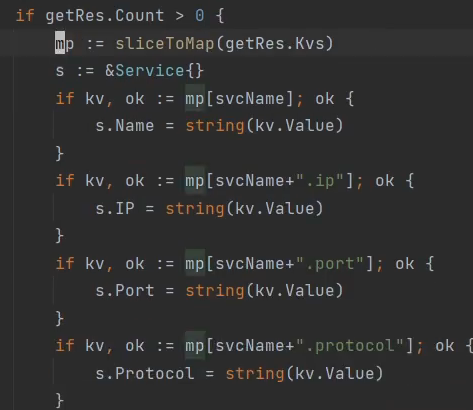 if getRes.Count > 0 {
    mp := sliceToMap(getRes.Kvs)
    s := &Service{}
    if kv, ok := mp[svcName]; ok {
        s.Name = string(kv.Value)
    }
    if kv, ok := mp[svcName+".ip"]; ok {
        s.IP = string(kv.Value)
    }
    if kv, ok := mp[svcName+".port"]; ok {
        s.Port = string(kv.Value)
    }
    if kv, ok := mp[svcName+".protocol"]; ok {
        s.Protocol = string(kv.Value)
    }